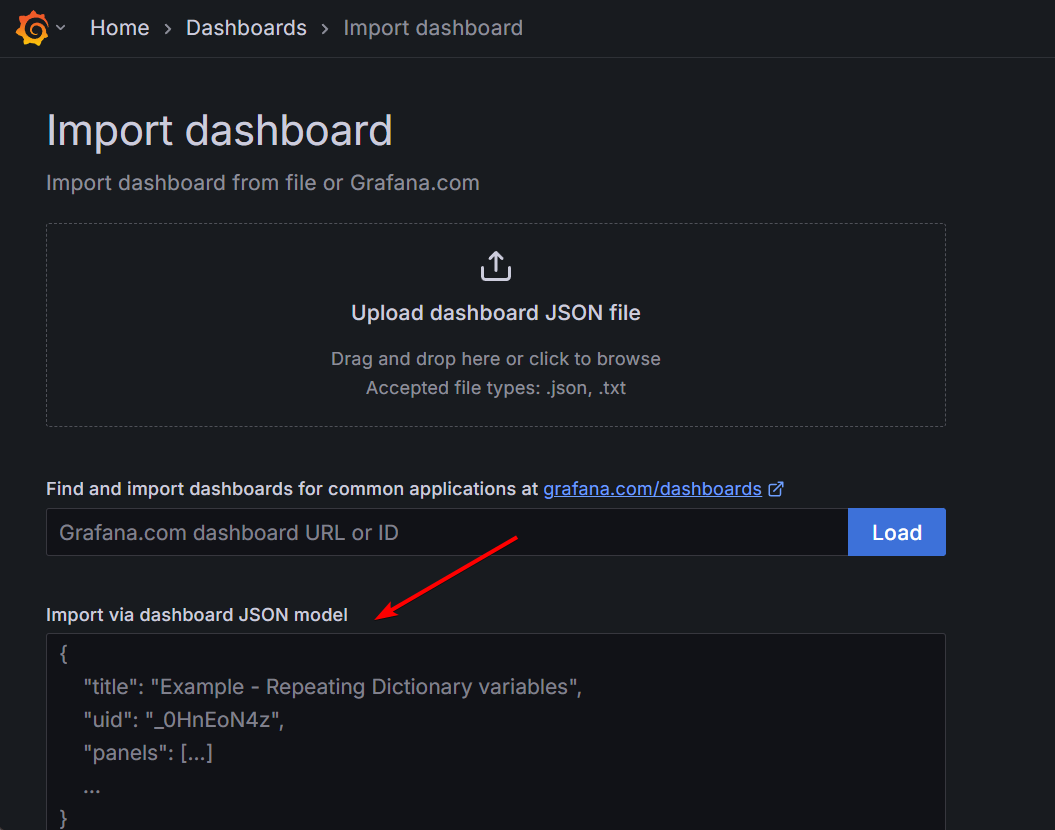 Home › Dashboards › Import dashboard
Import dashboard
Import dashboard from file or Grafana.com
Upload dashboard JSON file
Drag and drop here or click to browse
Accepted file types: .json, .txt
Find and import dashboards for common applications at grafana.com/dashboards
Grafana.com dashboard URL or ID
Load
Import via dashboard JSON model
{
"title": "Example - Repeating Dictionary variables",
"uid": "_0HnEoN4z",
"panels": [...]
...
}